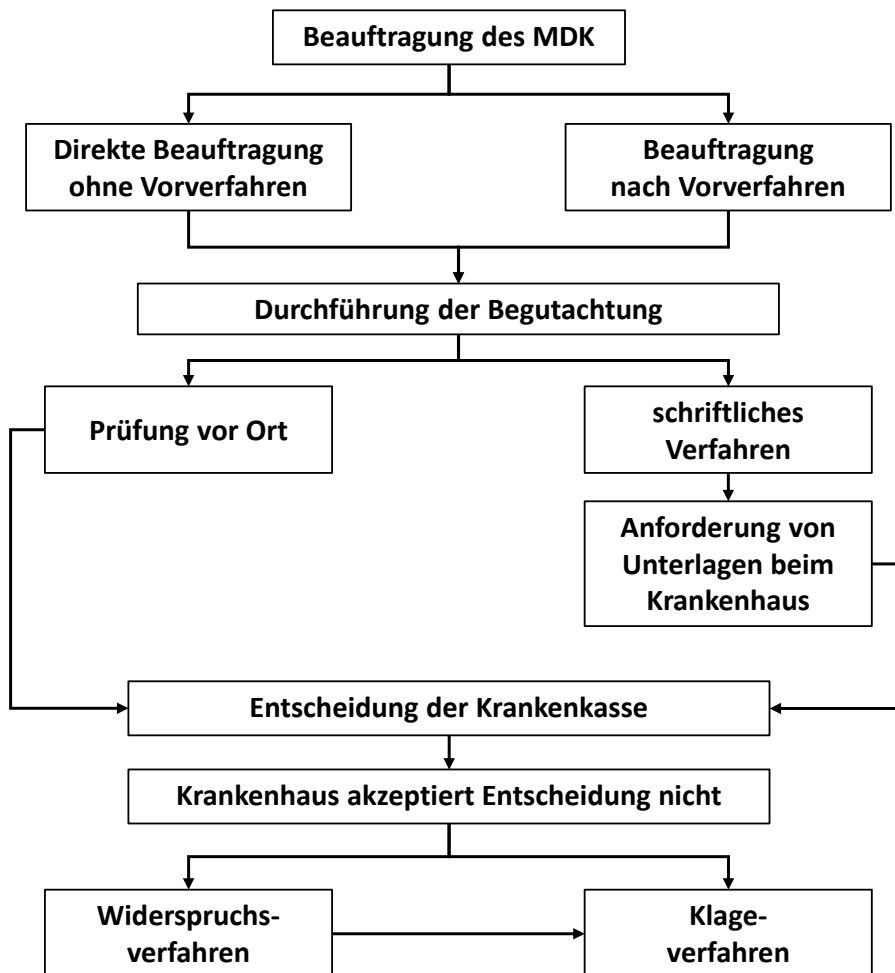 Beauftragung des MDK
Direkte Beauftragung
ohne Vorverfahren
Beauftragung
nach Vorverfahren
Durchführung der Begutachtung
Prüfung vor Ort
schriftliches
Verfahren
Anforderung von
Unterlagen beim
Krankenhaus
Entscheidung der Krankenkasse
Krankenhaus akzeptiert Entscheidung nicht
Widerspruchs-
verfahren
Klage-
verfahren